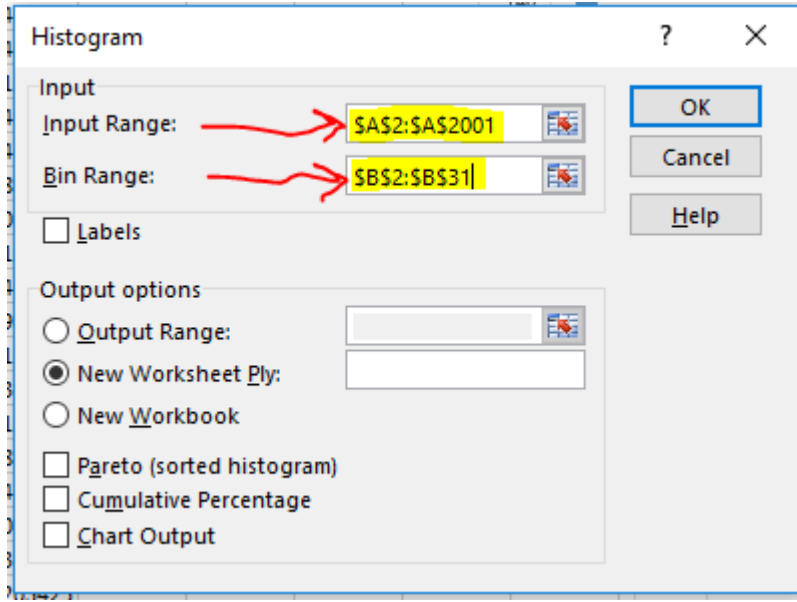 Histogram ? ×
Input
Input Range: $A$2:$A$2001
OK
Bin Range: $B$2:$B$31
Cancel
Labels
Help
Output options
Output Range:
New Worksheet Ply:
New Workbook
Pareto (sorted histogram)
Cumulative Percentage
Chart Output